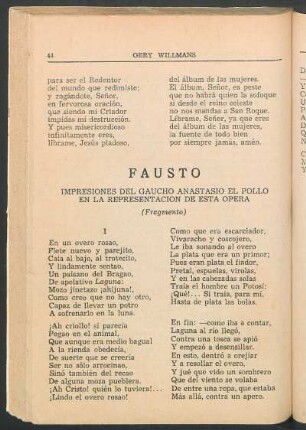 44 GERY WILLMANS
para ser el Redentor
del mundo que redimiste;
y rogándote, Señor,
en fervorosa oración,
que siendo mi Criador
impidas mi destrucción.
Y pues misericordioso
infinitamente eres,
líbrame, Jesús piadoso,
del álbum de las mujeres.
El álbum, Señor, es peste
que no habrá quien la sofoque
si desde el reino celeste
no nos mandas a San Roque.
Líbrame, Señor, ya que eres
del álbum de las mujeres,
la fuente de todo bien
por siempre jamás, amén.
FAUSTO
IMPRESIONES DEL GAUCHO ANASTASIO EL POLLO
EN LA REPRESENTACION DE ESTA OPERA
(Fragmento)
I
En un overo rosao,
Flete nuevo y parejito,
Caía al bajo, al trotecito,
Y lindamente sentao,
Un paisano del Bragao,
De apelativo Laguna:
Mozo jinetazo ¡ahijuna!,
Como creo que no hay otro,
Capaz de llevar un potro
A sofrenarlo en la luna.
¡Ah criollo! si parecía
Pegao en el animal,
Que aunque era medio bagual
A la rienda obedecía,
De suerte que se creería
Ser no sólo arrocinao,
Sinó también del recao
De alguna moza pueblera.
¡Ah Cristo! quién lo tuviera!...
¡Lindo el overo rosao!
Como que era escarciador,
Vivaracho y coscojero,
Le iba sonando al overo
La plata que era un primor;
Pues eran plata el fiador,
Pretal, espuelas, virolas,
Y en las cabezadas solas
Traía el hombre un Potosí:
¡Qué!... Si traía, para mí,
Hasta de plata las bolas.
En fin: —como iba a contar,
Laguna al río llegó,
Contra una tosca se apió
Y empezó a desensillar.
En esto, dentró a orejiar
Y a resollar el overo,
Y jué que vido un sombrero
Que del viento se volaba
De entre una ropa, que estaba
Más allá, contra un apero.